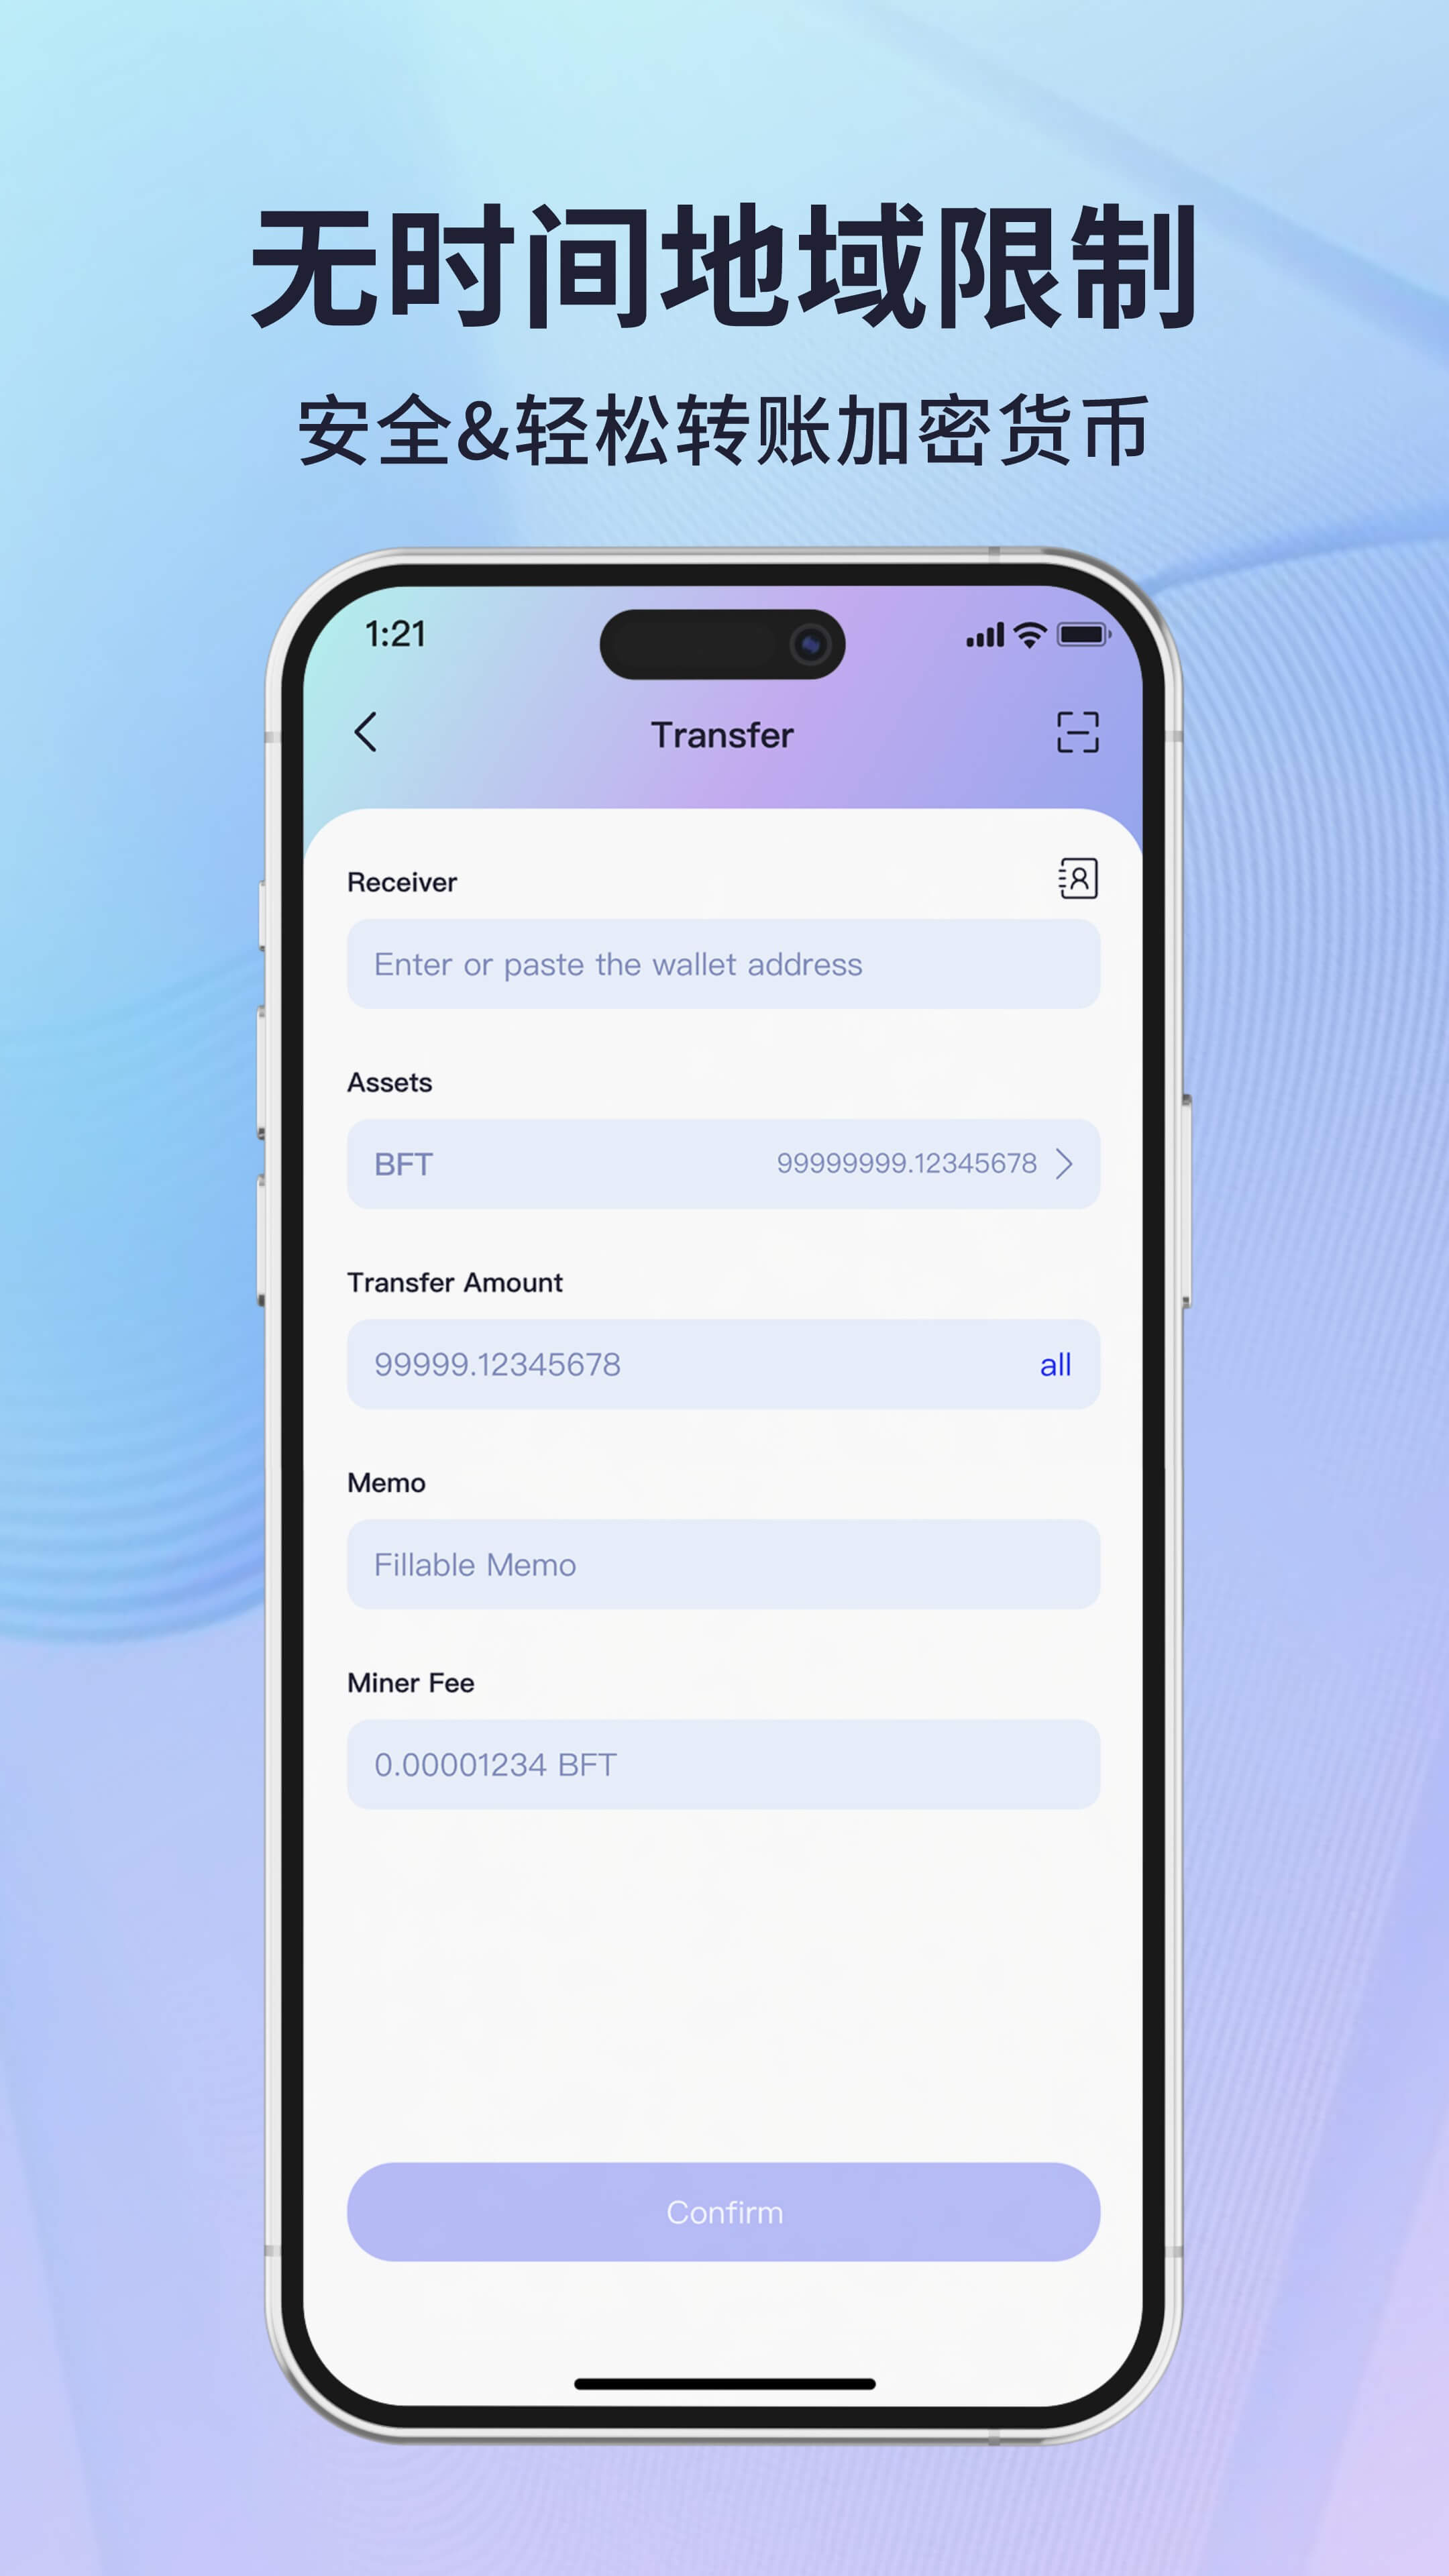 无时间地域限制
安全&轻松转账加密货币
1:21
Transfer
Receiver
Enter or paste the wallet address
Assets
BFT 99999999.12345678
Transfer Amount
99999.12345678 all
Memo
Fillable Memo
Miner Fee
0.00001234 BFT
Confirm